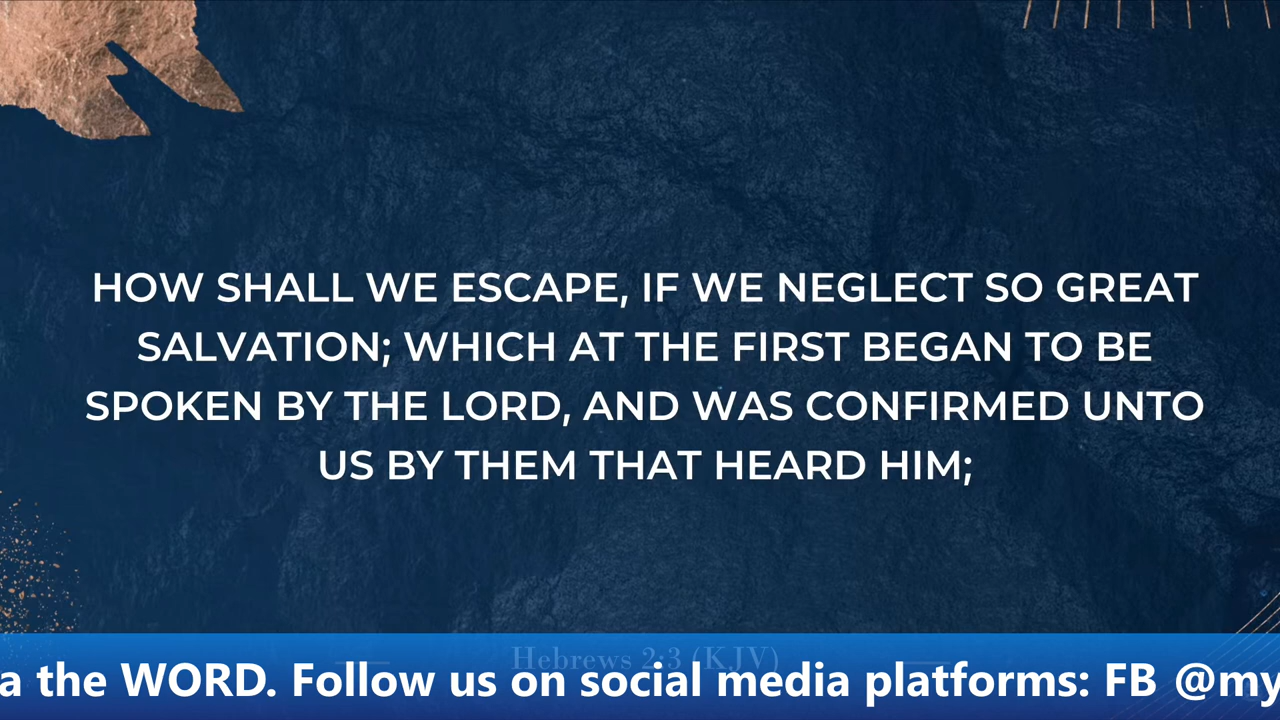 HOW SHALL WE ESCAPE, IF WE NEGLECT SO GREAT
SALVATION; WHICH AT THE FIRST BEGAN TO BE
SPOKEN BY THE LORD, AND WAS CONFIRMED UNTO
US BY THEM THAT HEARD HIM;
Hebrews 2:3 (KJV)
a the WORD. Follow us on social media platforms: FB @my